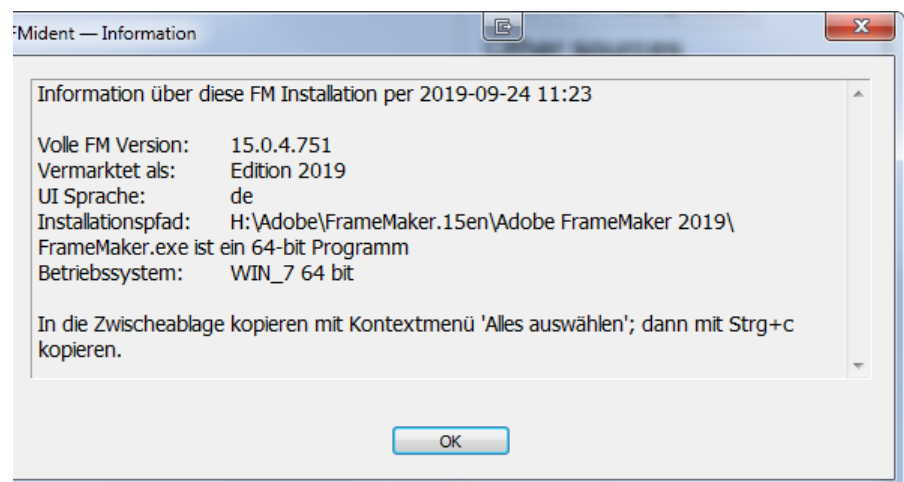 FMident — Information
Other sources
Information über diese FM Installation per 2019-09-24 11:23
Volle FM Version: 15.0.4.751
Vermarktet als: Edition 2019
UI Sprache: de
Installationspfad: H:\Adobe\FrameMaker.15en\Adobe FrameMaker 2019\
FrameMaker.exe ist ein 64-bit Programm
Betriebssystem: WIN_7 64 bit
In die Zwischeablage kopieren mit Kontextmenü 'Alles auswählen'; dann mit Strg+c
kopieren.
OK